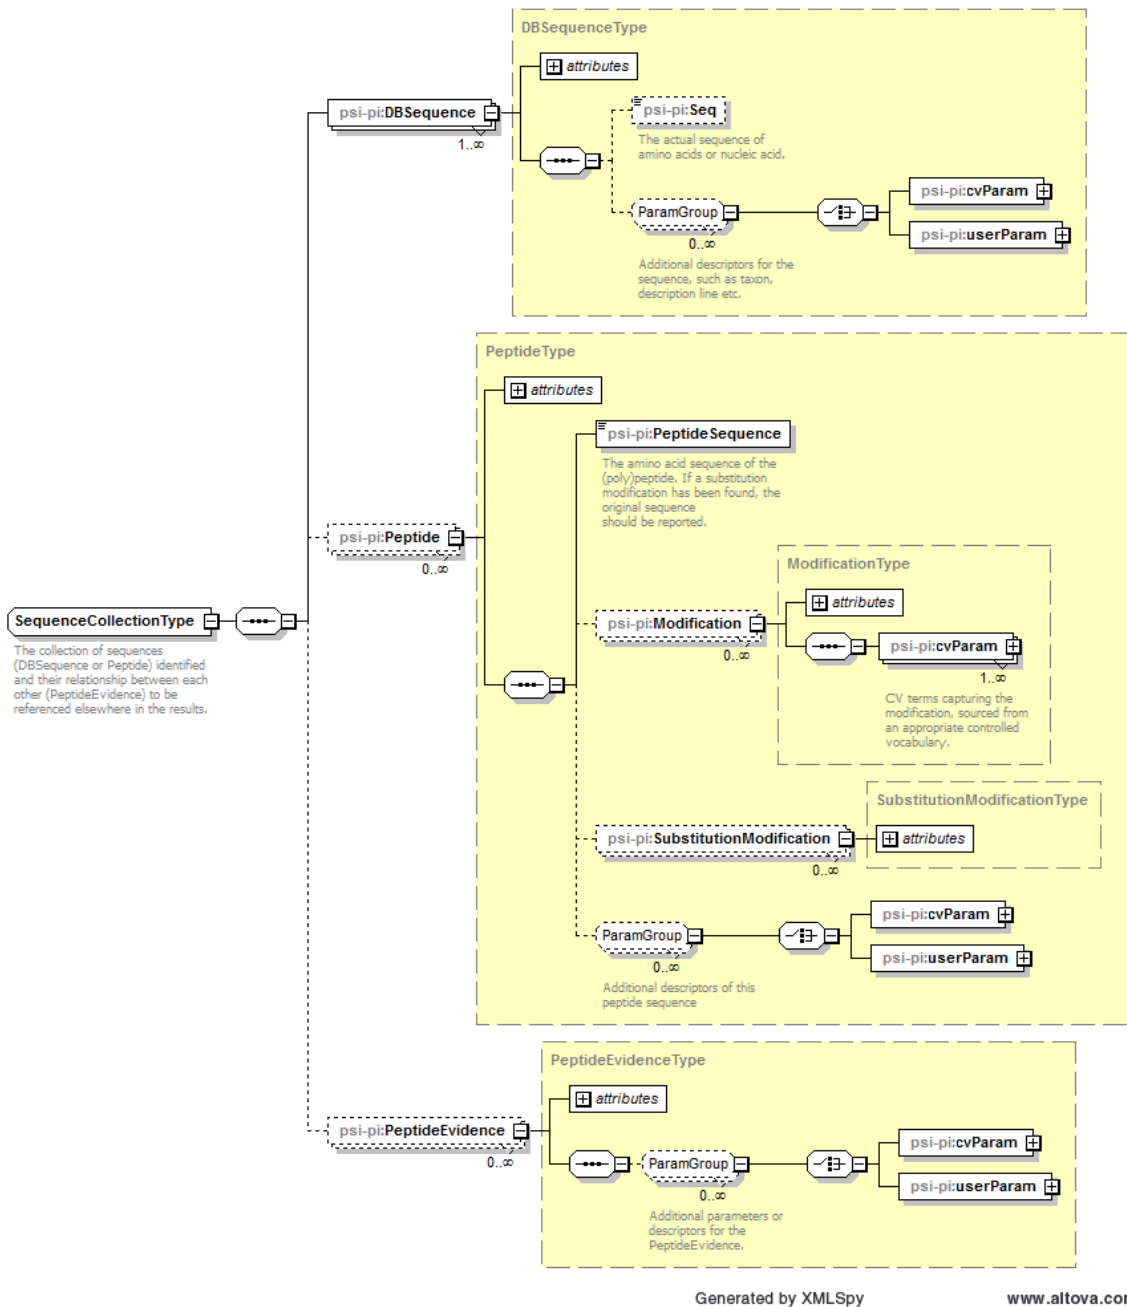 DBSequenceType
attributes
psi-pi:DBSequence
1..∞
psi-pi:Seq
The actual sequence of
amino acids or nucleic acid.
psi-pi:cvParam
ParamGroup
0..∞
psi-pi:userParam
Additional descriptors for the
sequence, such as taxon,
description line etc.
PeptideType
attributes
psi-pi:PeptideSequence
The amino acid sequence of the
(poly)peptide. If a substitution
modification has been found, the
original sequence
should be reported.
psi-pi:Peptide
0..∞
ModificationType
attributes
psi-pi:Modification
0..∞
psi-pi:cvParam
1..∞
CV terms capturing the
modification, sourced from
an appropriate controlled
vocabulary.
SequenceCollectionType
The collection of sequences
(DBSequence or Peptide) identified
and their relationship between each
other (PeptideEvidence) to be
referenced elsewhere in the results.
SubstitutionModificationType
psi-pi:SubstitutionModification
0..∞
attributes
psi-pi:cvParam
ParamGroup
0..∞
psi-pi:userParam
Additional descriptors of this
peptide sequence
PeptideEvidenceType
attributes
psi-pi:PeptideEvidence
0..∞
psi-pi:cvParam
ParamGroup
0..∞
psi-pi:userParam
Additional parameters or
descriptors for the
PeptideEvidence.
Generated by XMLSpy
www.altova.co